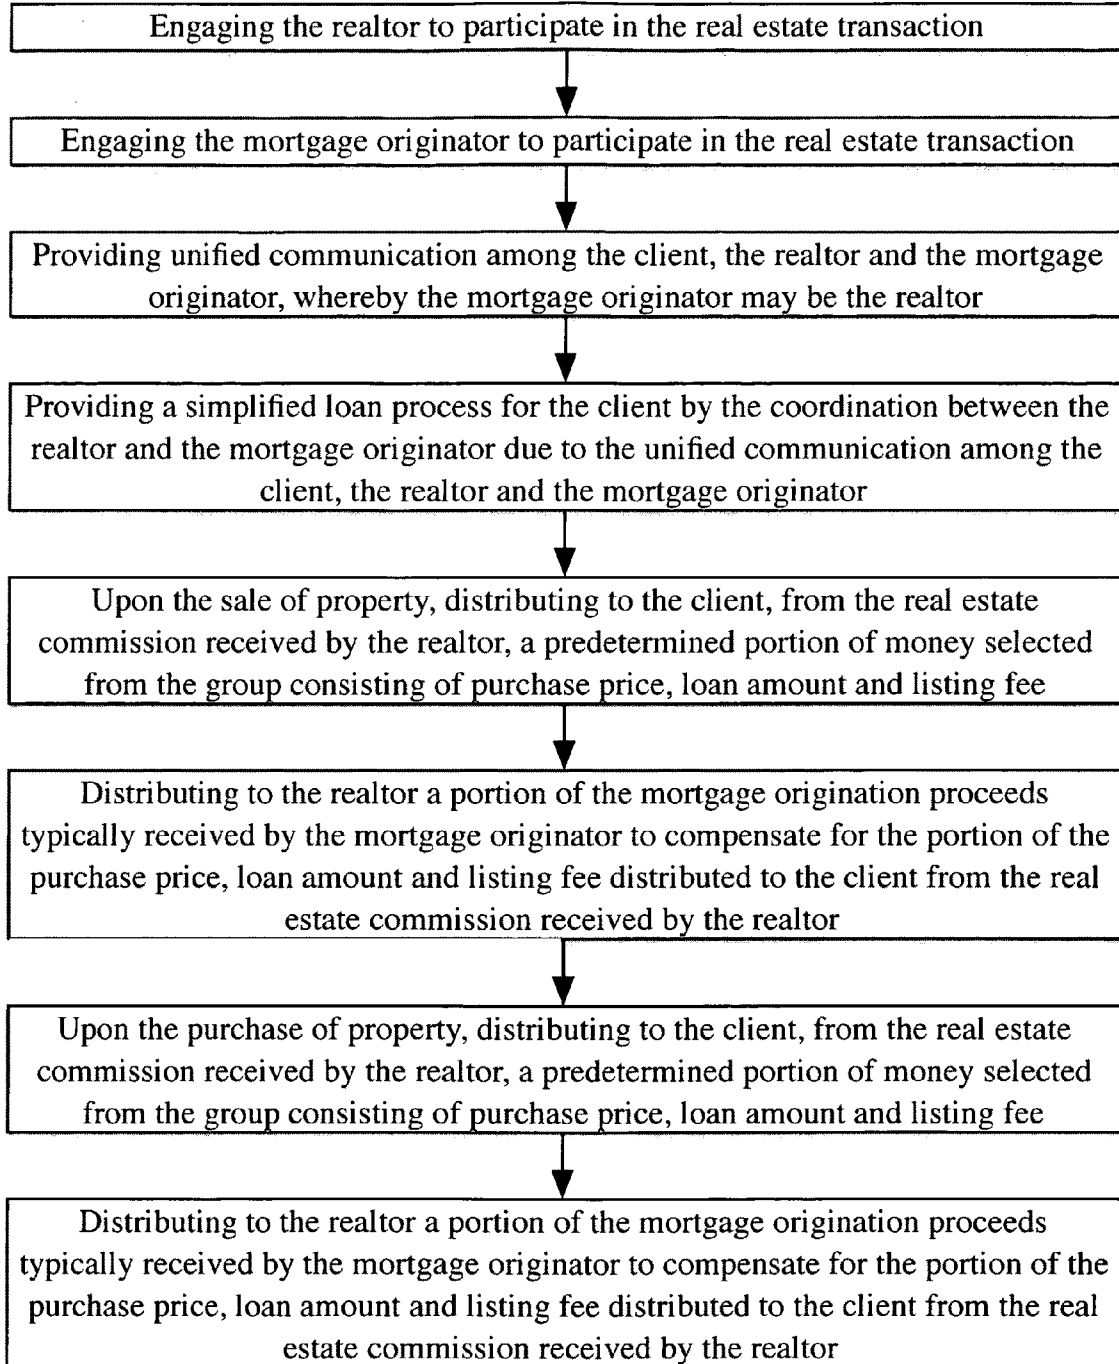 Engaging the realtor to participate in the real estate transaction
Engaging the mortgage originator to participate in the real estate transaction
Providing unified communication among the client, the realtor and the mortgage
originator, whereby the mortgage originator may be the realtor
Providing a simplified loan process for the client by the coordination between the
realtor and the mortgage originator due to the unified communication among the
client, the realtor and the mortgage originator
Upon the sale of property, distributing to the client, from the real estate
commission received by the realtor, a predetermined portion of money selected
from the group consisting of purchase price, loan amount and listing fee
Distributing to the realtor a portion of the mortgage origination proceeds
typically received by the mortgage originator to compensate for the portion of the
purchase price, loan amount and listing fee distributed to the client from the real
estate commission received by the realtor
Upon the purchase of property, distributing to the client, from the real estate
commission received by the realtor, a predetermined portion of money selected
from the group consisting of purchase price, loan amount and listing fee
Distributing to the realtor a portion of the mortgage origination proceeds
typically received by the mortgage originator to compensate for the portion of the
purchase price, loan amount and listing fee distributed to the client from the real
estate commission received by the realtor